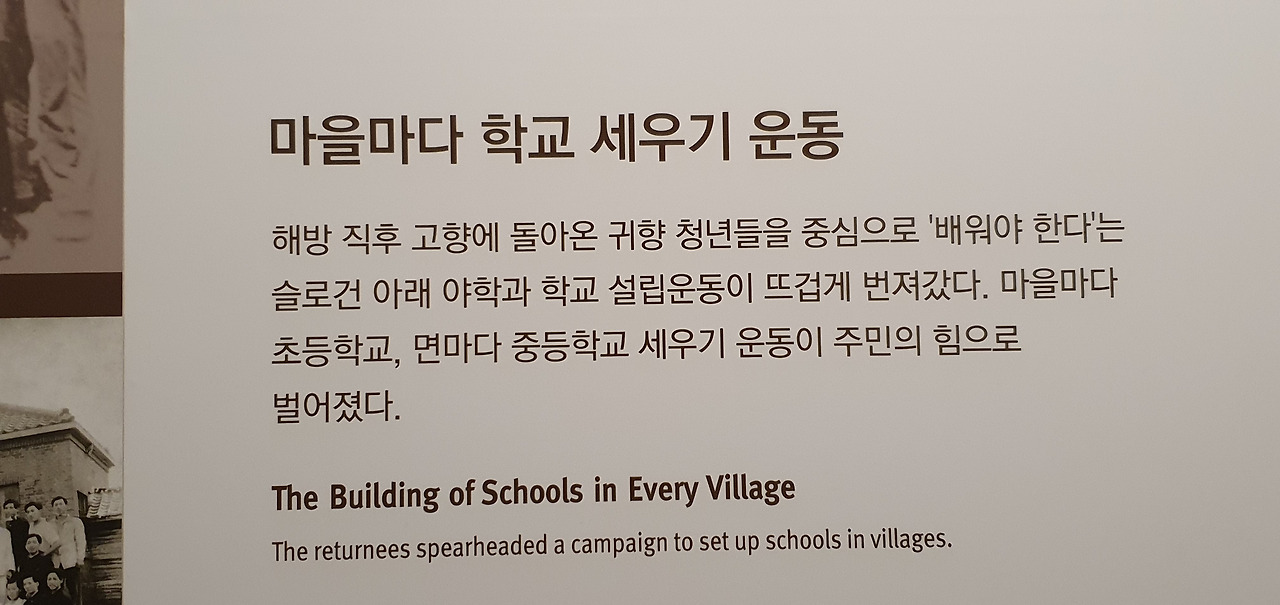 마을마다 학교 세우기 운동
해방 직후 고향에 돌아온 귀향 청년들을 중심으로 '배워야 한다'는
슬로건 아래 야학과 학교 설립운동이 뜨겁게 번져갔다. 마을마다
초등학교, 면마다 중등학교 세우기 운동이 주민의 힘으로
벌어졌다.
The Building of Schools in Every Village
The returnees spearheaded a campaign to set up schools in villages.